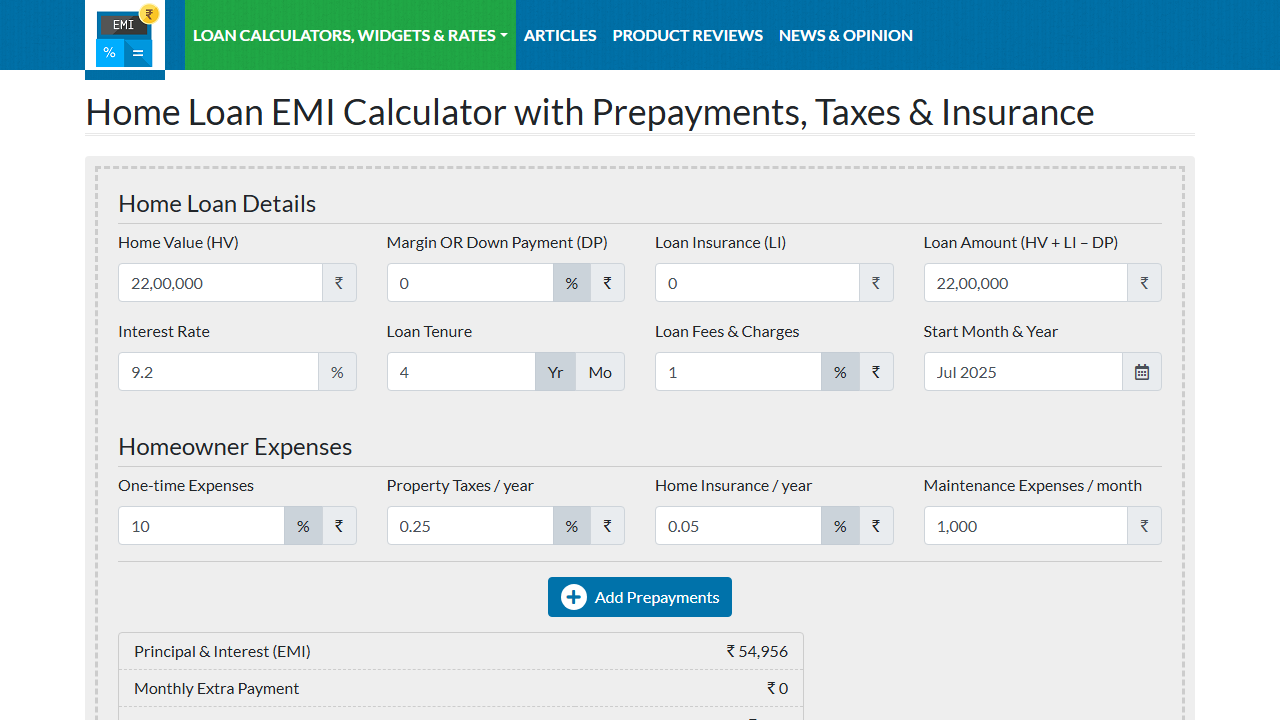 EMI
₹
%
=
LOAN CALCULATORS, WIDGETS & RATES
ARTICLES
PRODUCT REVIEWS
NEWS & OPINION
Home Loan EMI Calculator with Prepayments, Taxes & Insurance
Home Loan Details
Home Value (HV)
Margin OR Down Payment (DP)
Loan Insurance (LI)
Loan Amount (HV + LI – DP)
22,00,000 ₹
0 % ₹
0 ₹
22,00,000 ₹
Interest Rate
Loan Tenure
Loan Fees & Charges
Start Month & Year
9.2 %
4 Yr Mo
1 % ₹
Jul 2025
Homeowner Expenses
One-time Expenses
Property Taxes / year
Home Insurance / year
Maintenance Expenses / month
10 % ₹
0.25 % ₹
0.05 % ₹
1,000 ₹
Add Prepayments
Principal & Interest (EMI) ₹ 54,956
Monthly Extra Payment ₹ 0